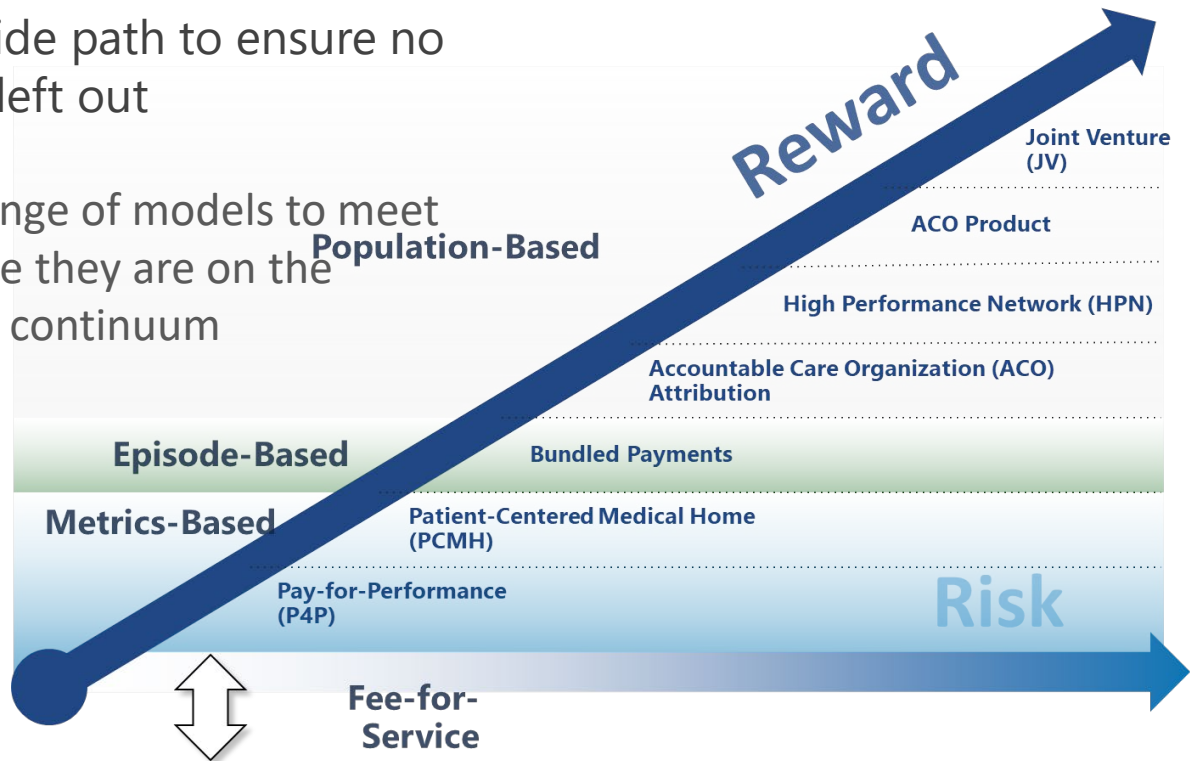 ide path to ensure no
left out
Reward
Joint Venture
(JV)
nge of models to meet
ACO Product
Population-Based
e they are on the
High Performance Network (HPN)
continuum
Accountable Care Organization (ACO)
Attribution
Episode-Based
Bundled Payments
Metrics-Based
Patient-Centered Medical Home
(PCMH)
Pay-for-Performance
(P4P)
Risk
Fee-for-
Service